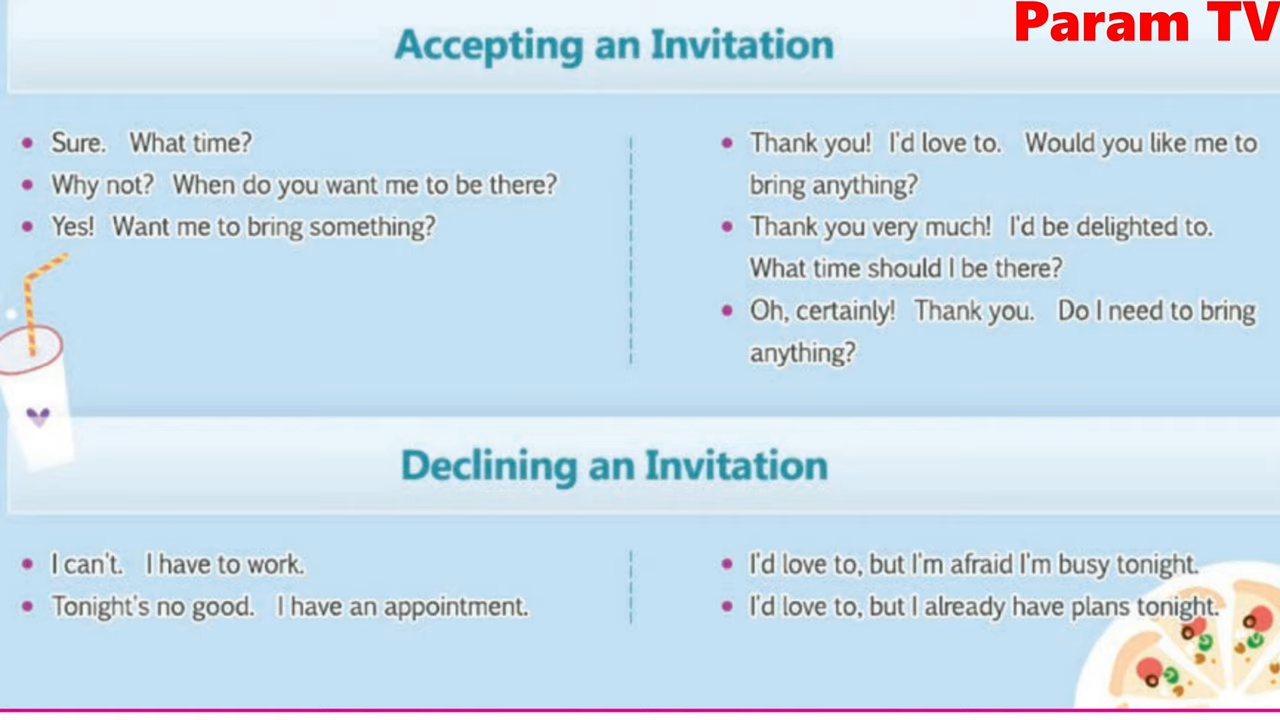 Param TV
Accepting an Invitation
• Sure. What time?
• Why not? When do you want me to be there?
• Yes! Want me to bring something?
• Thank you! I'd love to. Would you like me to
bring anything?
• Thank you very much! I'd be delighted to.
What time should I be there?
• Oh, certainly! Thank you. Do I need to bring
anything?
Declining an Invitation
• I can't. I have to work.
• Tonight's no good. I have an appointment.
• I'd love to, but I'm afraid I'm busy tonight.
• I'd love to, but I already have plans tonight.